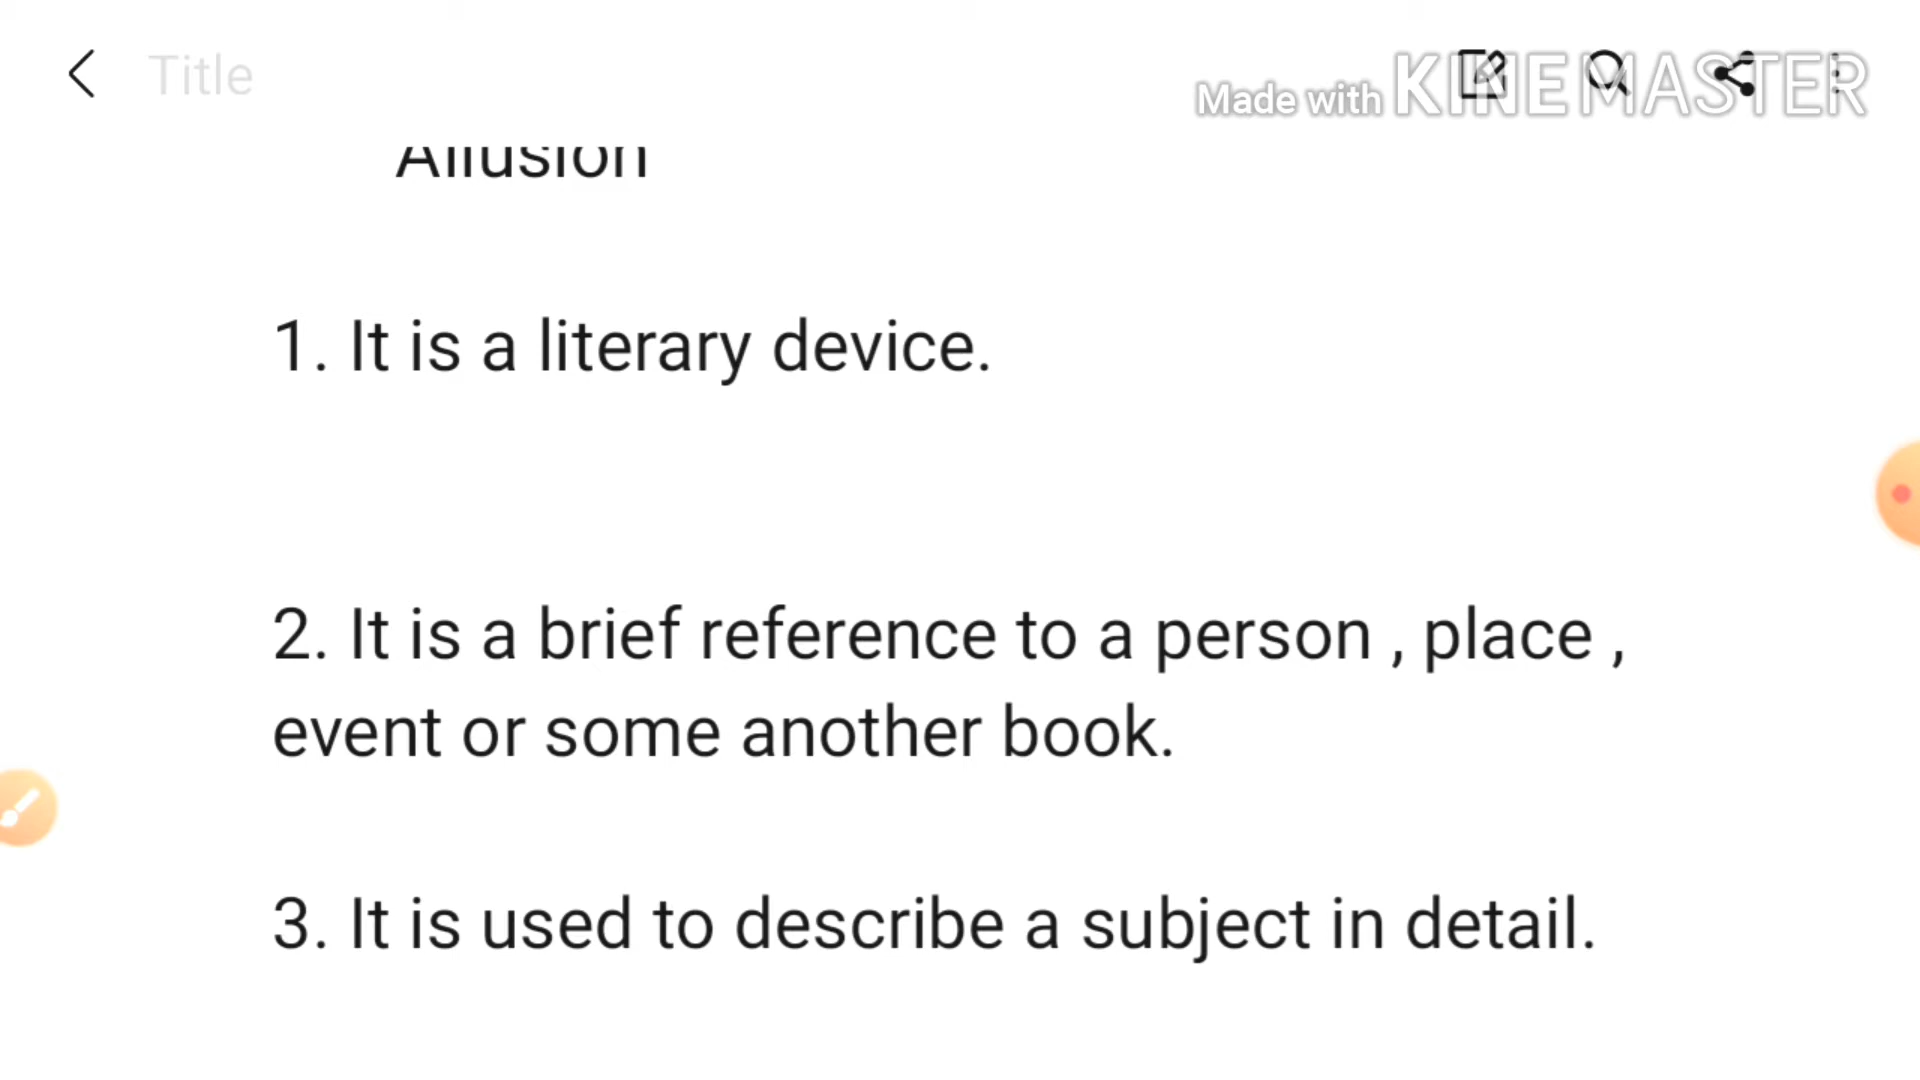 Title
Made with KINEMASTER
Allusion
1. It is a literary device.
2. It is a brief reference to a person , place ,
event or some another book.
3. It is used to describe a subject in detail.